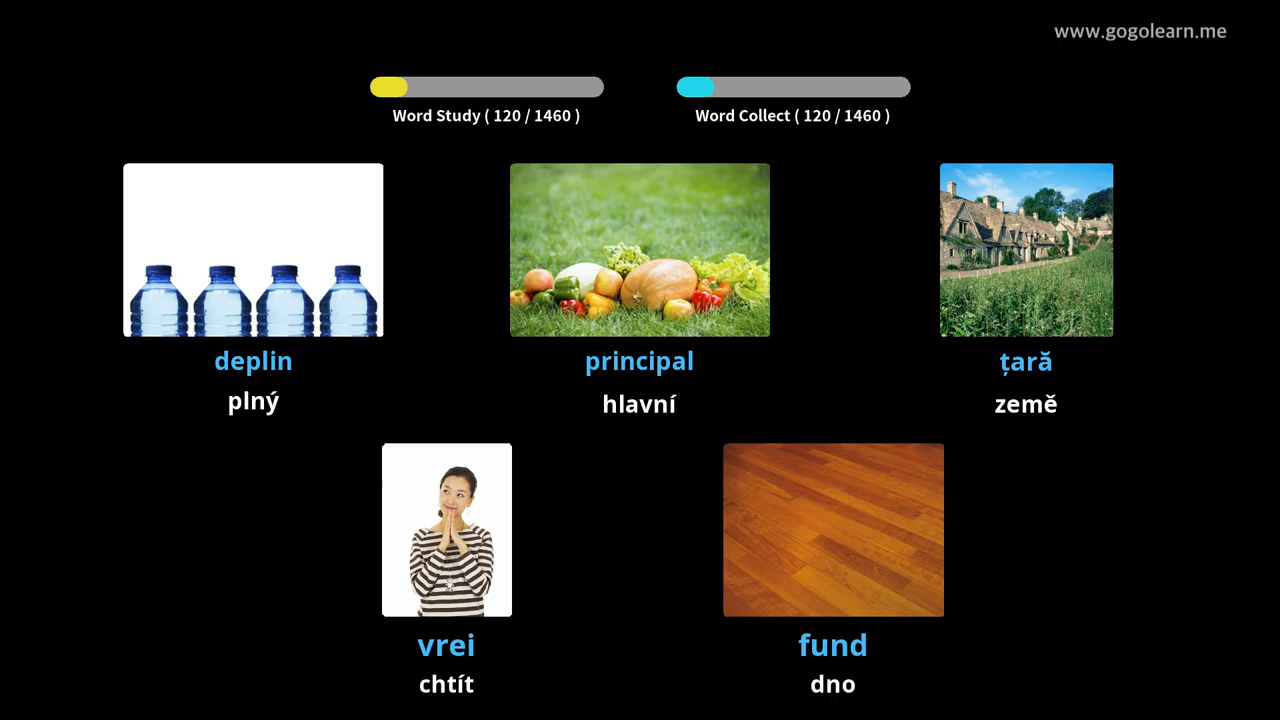 www.gogolearn.me
Word Study ( 120 / 1460 )
Word Collect ( 120 / 1460 )
deplin
plný
principal
hlavní
țară
země
vrei
chtít
fund
dno